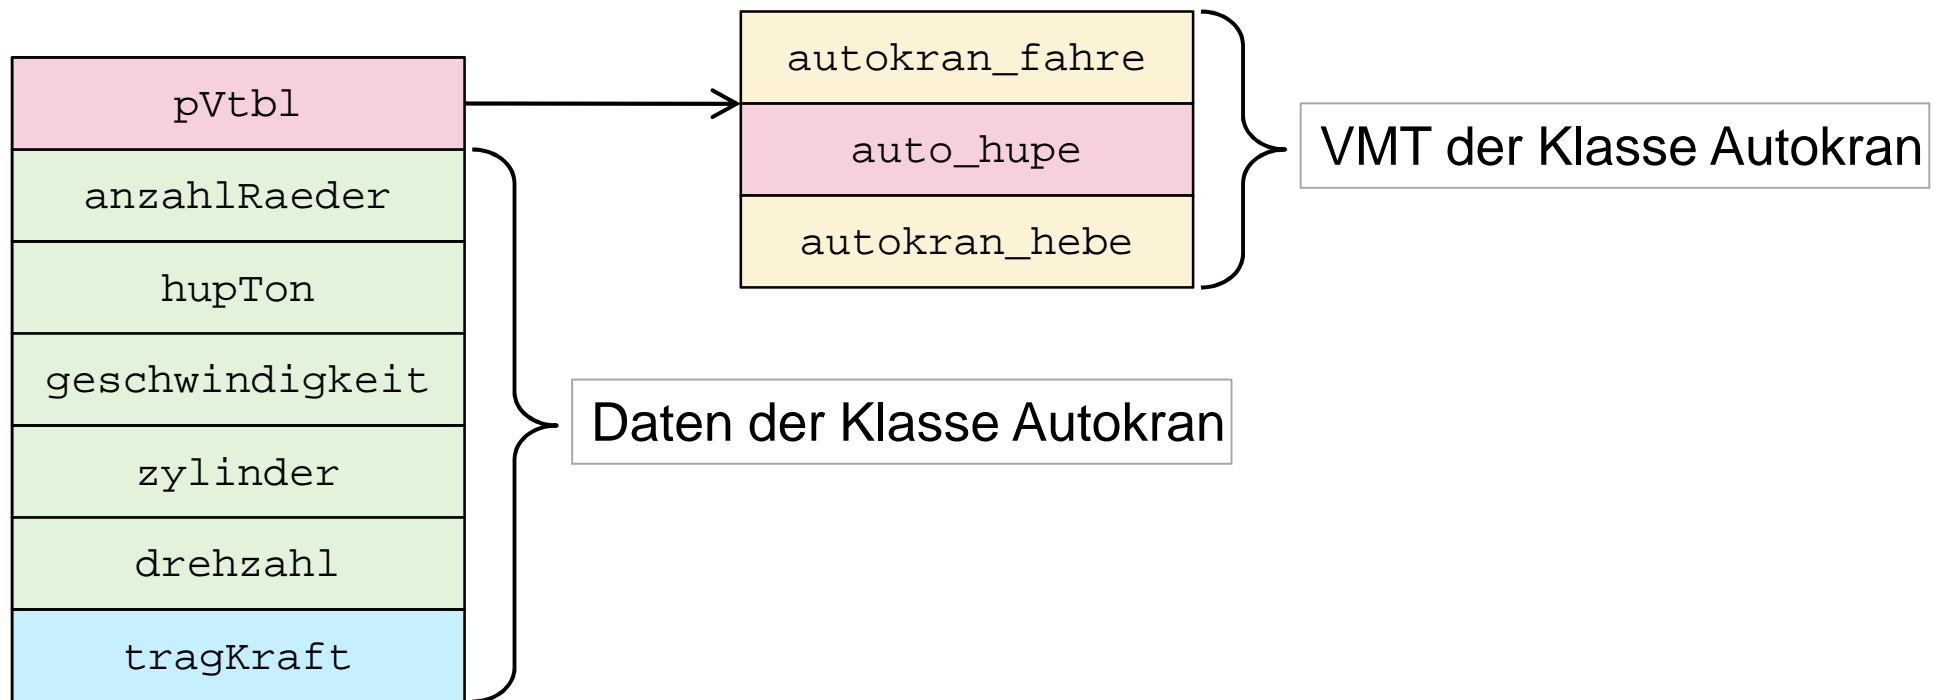 pVtbl
anzahlRaeder
hupTon
geschwindigkeit
zylinder
drehzahl
tragKraft
Daten der Klasse Autokran
autokran_fahre
auto_hupe
autokran_hebe
VMT der Klasse Autokran